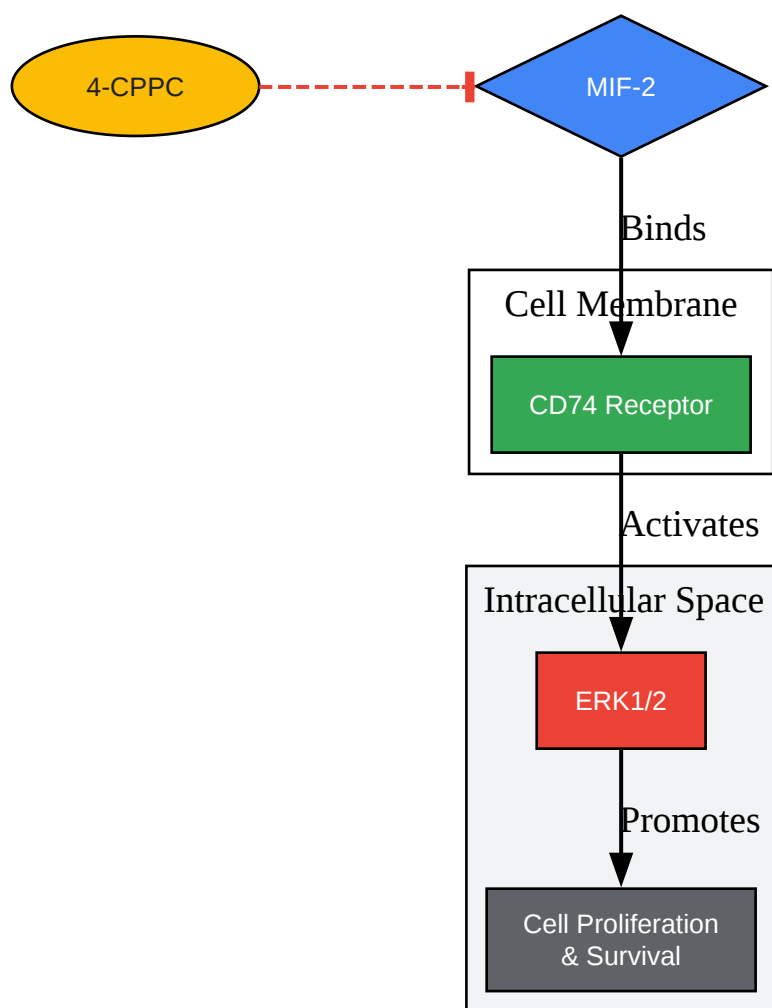 4-CPPC
MIF-2
Binds
Cell Membrane
CD74 Receptor
Activates
Intracellular Space
ERK1/2
Promotes
Cell Proliferation
& Survival